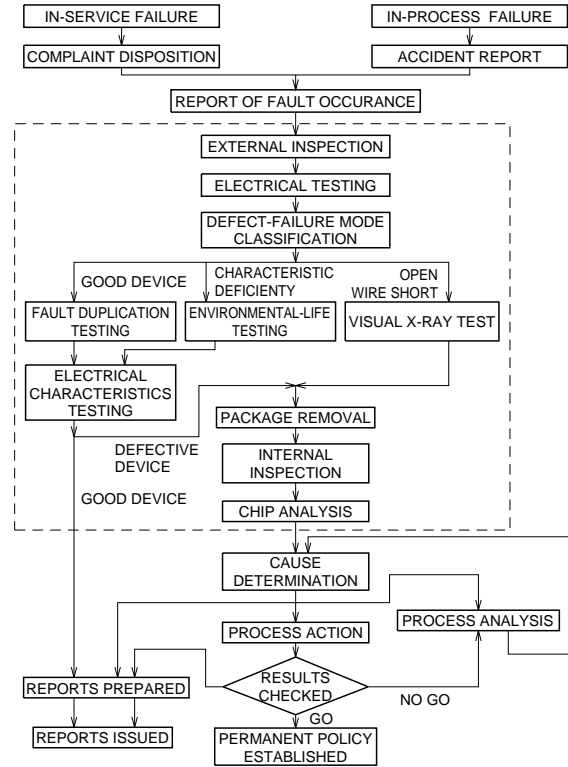 IN-SERVICE FAILURE
IN-PROCESS FAILURE
COMPLAINT DISPOSITION
ACCIDENT REPORT
REPORT OF FAULT OCCURANCE
EXTERNAL INSPECTION
ELECTRICAL TESTING
DEFECT-FAILURE MODE
CLASSIFICATION
GOOD DEVICE
CHARACTERISTIC
DEFICIENTY
OPEN
WIRE SHORT
FAULT DUPLICATION
TESTING
ENVIRONMENTAL-LIFE
TESTING
VISUAL X-RAY TEST
ELECTRICAL
CHARACTERISTICS
TESTING
PACKAGE REMOVAL
DEFECTIVE
DEVICE
INTERNAL
INSPECTION
GOOD DEVICE
CHIP ANALYSIS
CAUSE
DETERMINATION
PROCESS ANALYSIS
PROCESS ACTION
RESULTS
CHECKED
REPORTS PREPARED
NO GO
GO
REPORTS ISSUED
PERMANENT POLICY
ESTABLISHED